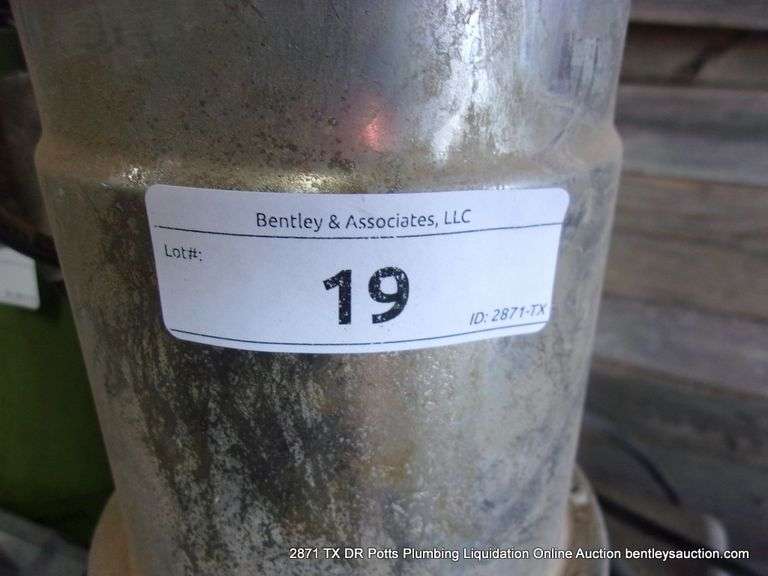 Bentley & Associates, LLC
Lot#:
19
ID: 2871-TX
2871 TX DR Potts Plumbing Liquidation Online Auction bentleysauction.com